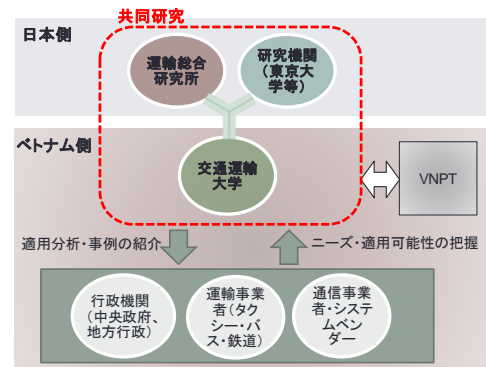 共同研究
日本側
運輸総合
研究所
研究機関
(東京大
学等)
ベトナム側
交通運輸
大学
VNPT
適用分析・事例の紹介
ニーズ・適用可能性の把握
行政機関
(中央政府、
地方行政)
運輸事業
者(タク
シー・バ
ス・鉄道)
通信事業
者・システ
ムベン
ダー